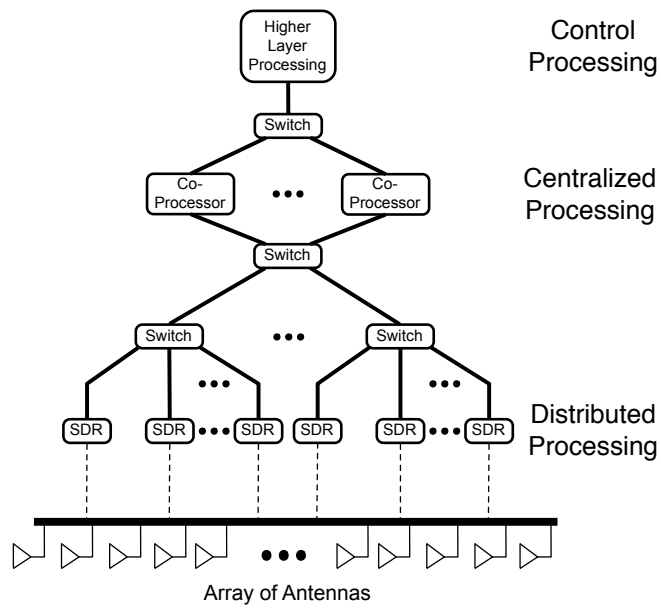 Higher
Layer
Processing
Control
Processing
Switch
Co-
Processor
Co-
Processor
Centralized
Processing
Switch
Switch
Switch
SDR
SDR
SDR
SDR
SDR
SDR
Distributed
Processing
Array of Antennas